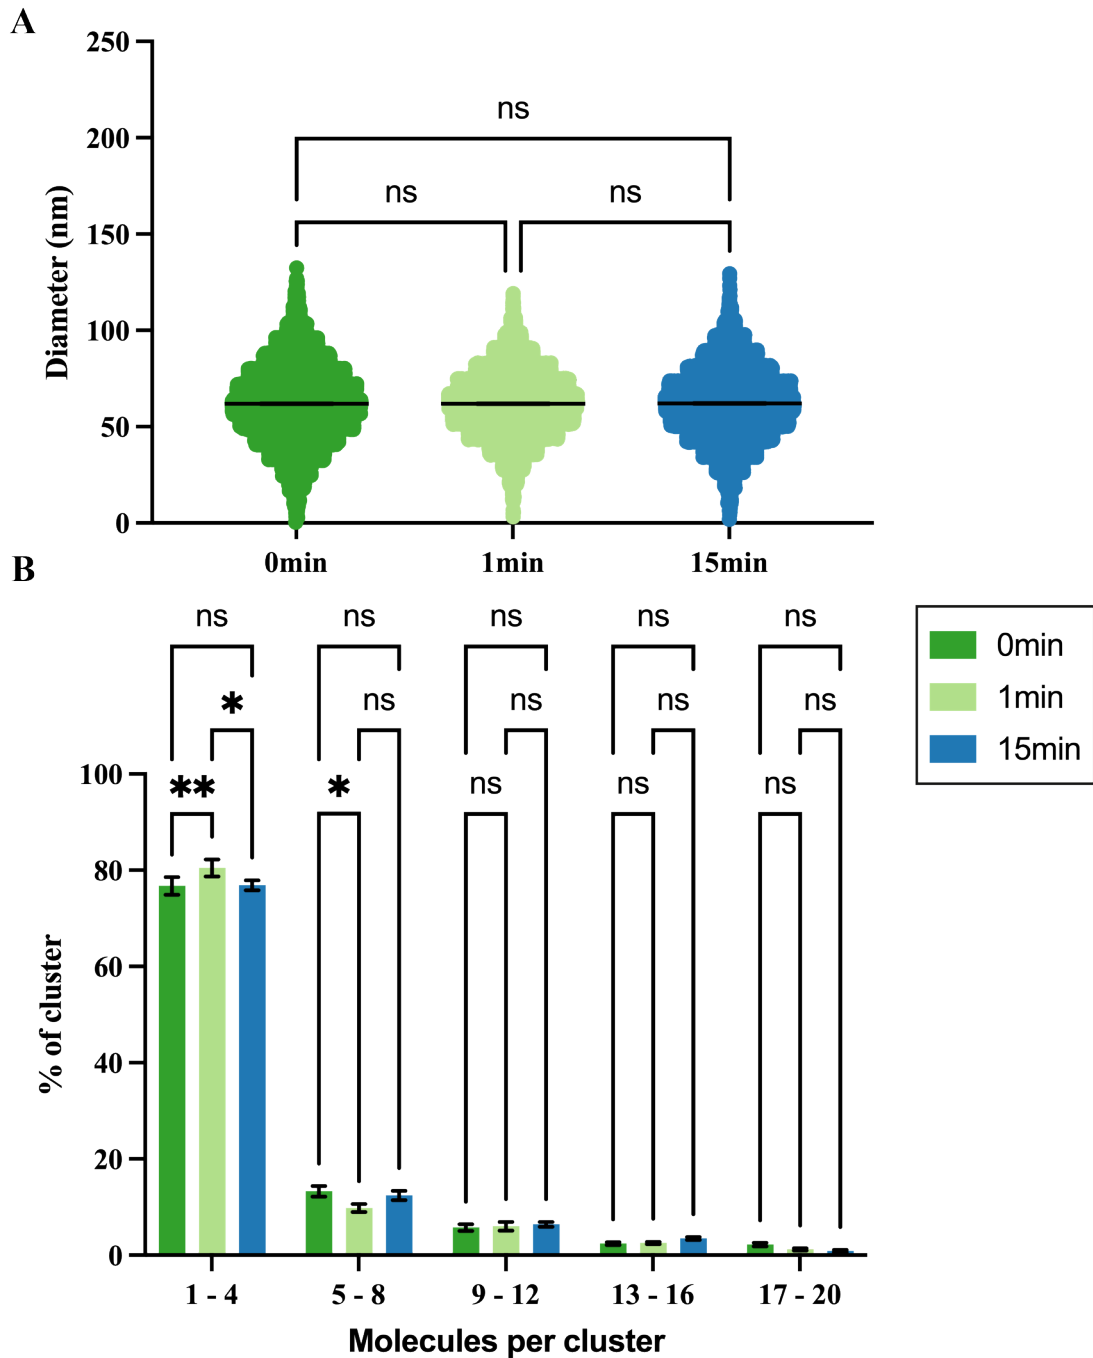 A
250
200
150
100
50
0
Diameter (nm)
ns
ns
ns
0min
1min
15min
B
ns
ns
ns
ns
ns
*
ns
ns
ns
ns
**
*
ns
ns
ns
0min
1min
15min
100
80
60
40
20
0
% of cluster
1 - 4
5 - 8
9 - 12
13 - 16
17 - 20
Molecules per cluster